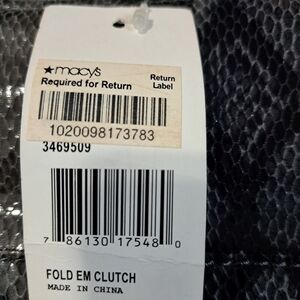 ★macy's
Required for Return
Return
Label
1020098173783
3469509
7 86130 17548 0
FOLD EM CLUTCH
MADE IN CHINA